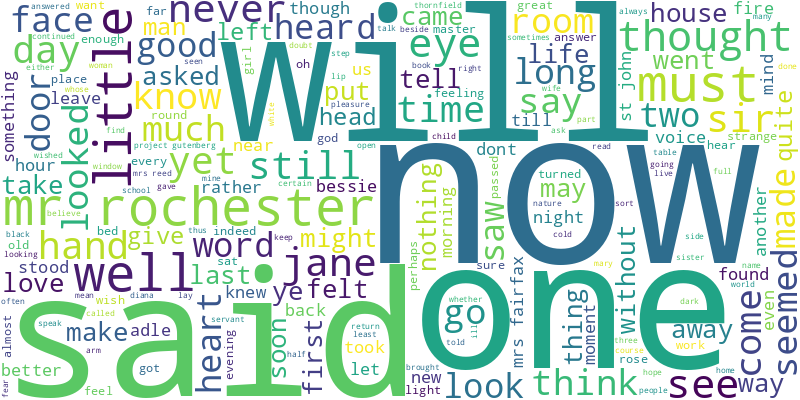 face
want
day
little
never
though
man
good
asked
know
left
heard
much
answered
far
enough
something
door
looked
place
leave
hour
take
round
project gutenberg
every
mrs reed
school
gave
find
window
whose
woman
either
continued
wished
seen
doubt
step
oh
girl
lip
pleasure
white
near
god
yet
still
rather
mine
certain
bessie
will
came
eye
room
house
fire
thought
thornfield
talk
beside
master
book
right
sometimes
great
answer
wife
always
many
us
put
head
till
tell
feeling
time
life
long
say
part
ask
went
must
two
sir
st john
mind
done
quite
made
voice
hear
strange
dont
child
open
read
table
going
live
full
mr rochester
now
nothing
morning
perhaps
saw
passed
turned
may
nature
night
cold
sort
without
another
side
sister
name
world
black
believe
old
looking
bed
thus
indeed
keep
hand
give
word
might
jane
love
stood
well
last
sat
knew
yet
felt
said
one
often
mean
called
wish
diana
lay
almost
speak
arm
make
adle
got
better
feel
fear
heart
servant
evening
soon
half
back
first
return
least
took
let
new
light
brought
whether
told
ill
go
look
sure
mary
mrs fairfax
think
thing
moment
three
course
hope
people
rose
dark
away
work
home
see
come
found
even
way
seemed